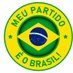 MEU PARTIDO
É O BRASIL!